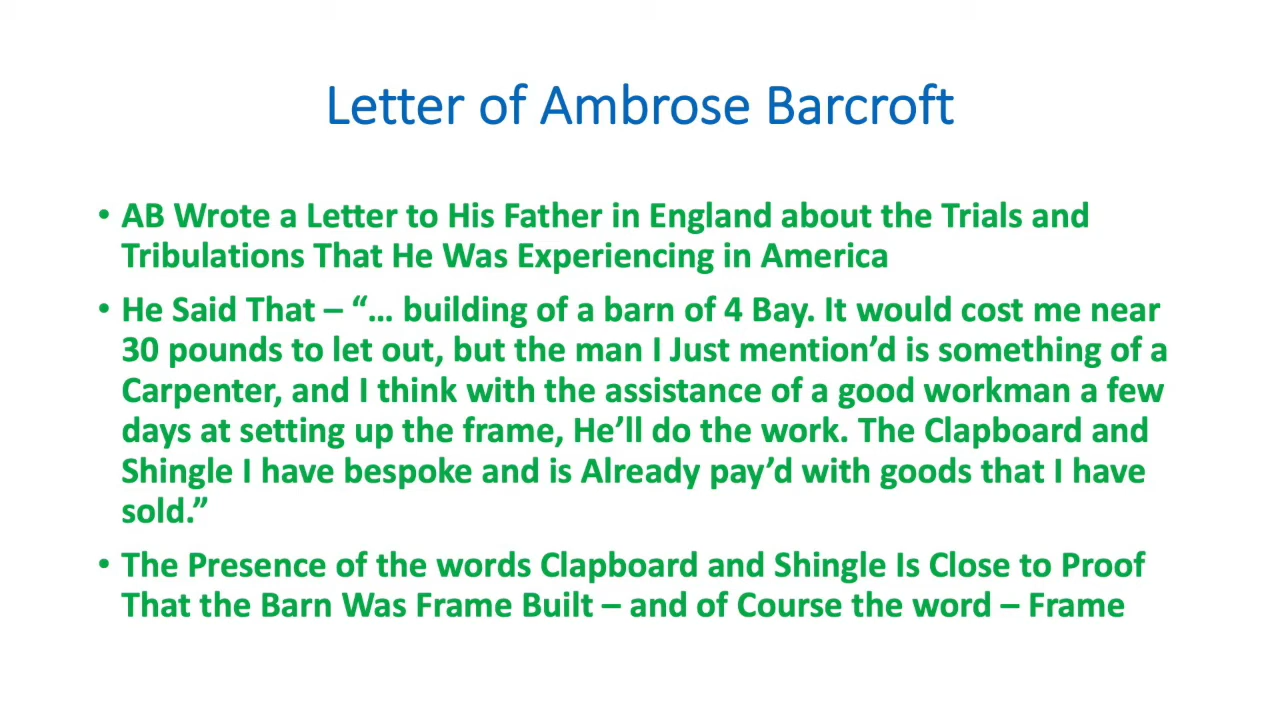 Letter of Ambrose Barcroft
• AB Wrote a Letter to His Father in England about the Trials and
Tribulations That He Was Experiencing in America
• He Said That – “… building of a barn of 4 Bay. It would cost me near
30 pounds to let out, but the man I Just mention’d is something of a
Carpenter, and I think with the assistance of a good workman a few
days at setting up the frame, He’ll do the work. The Clapboard and
Shingle I have bespoke and is Already pay’d with goods that I have
sold.”
• The Presence of the words Clapboard and Shingle Is Close to Proof
That the Barn Was Frame Built – and of Course the word – Frame